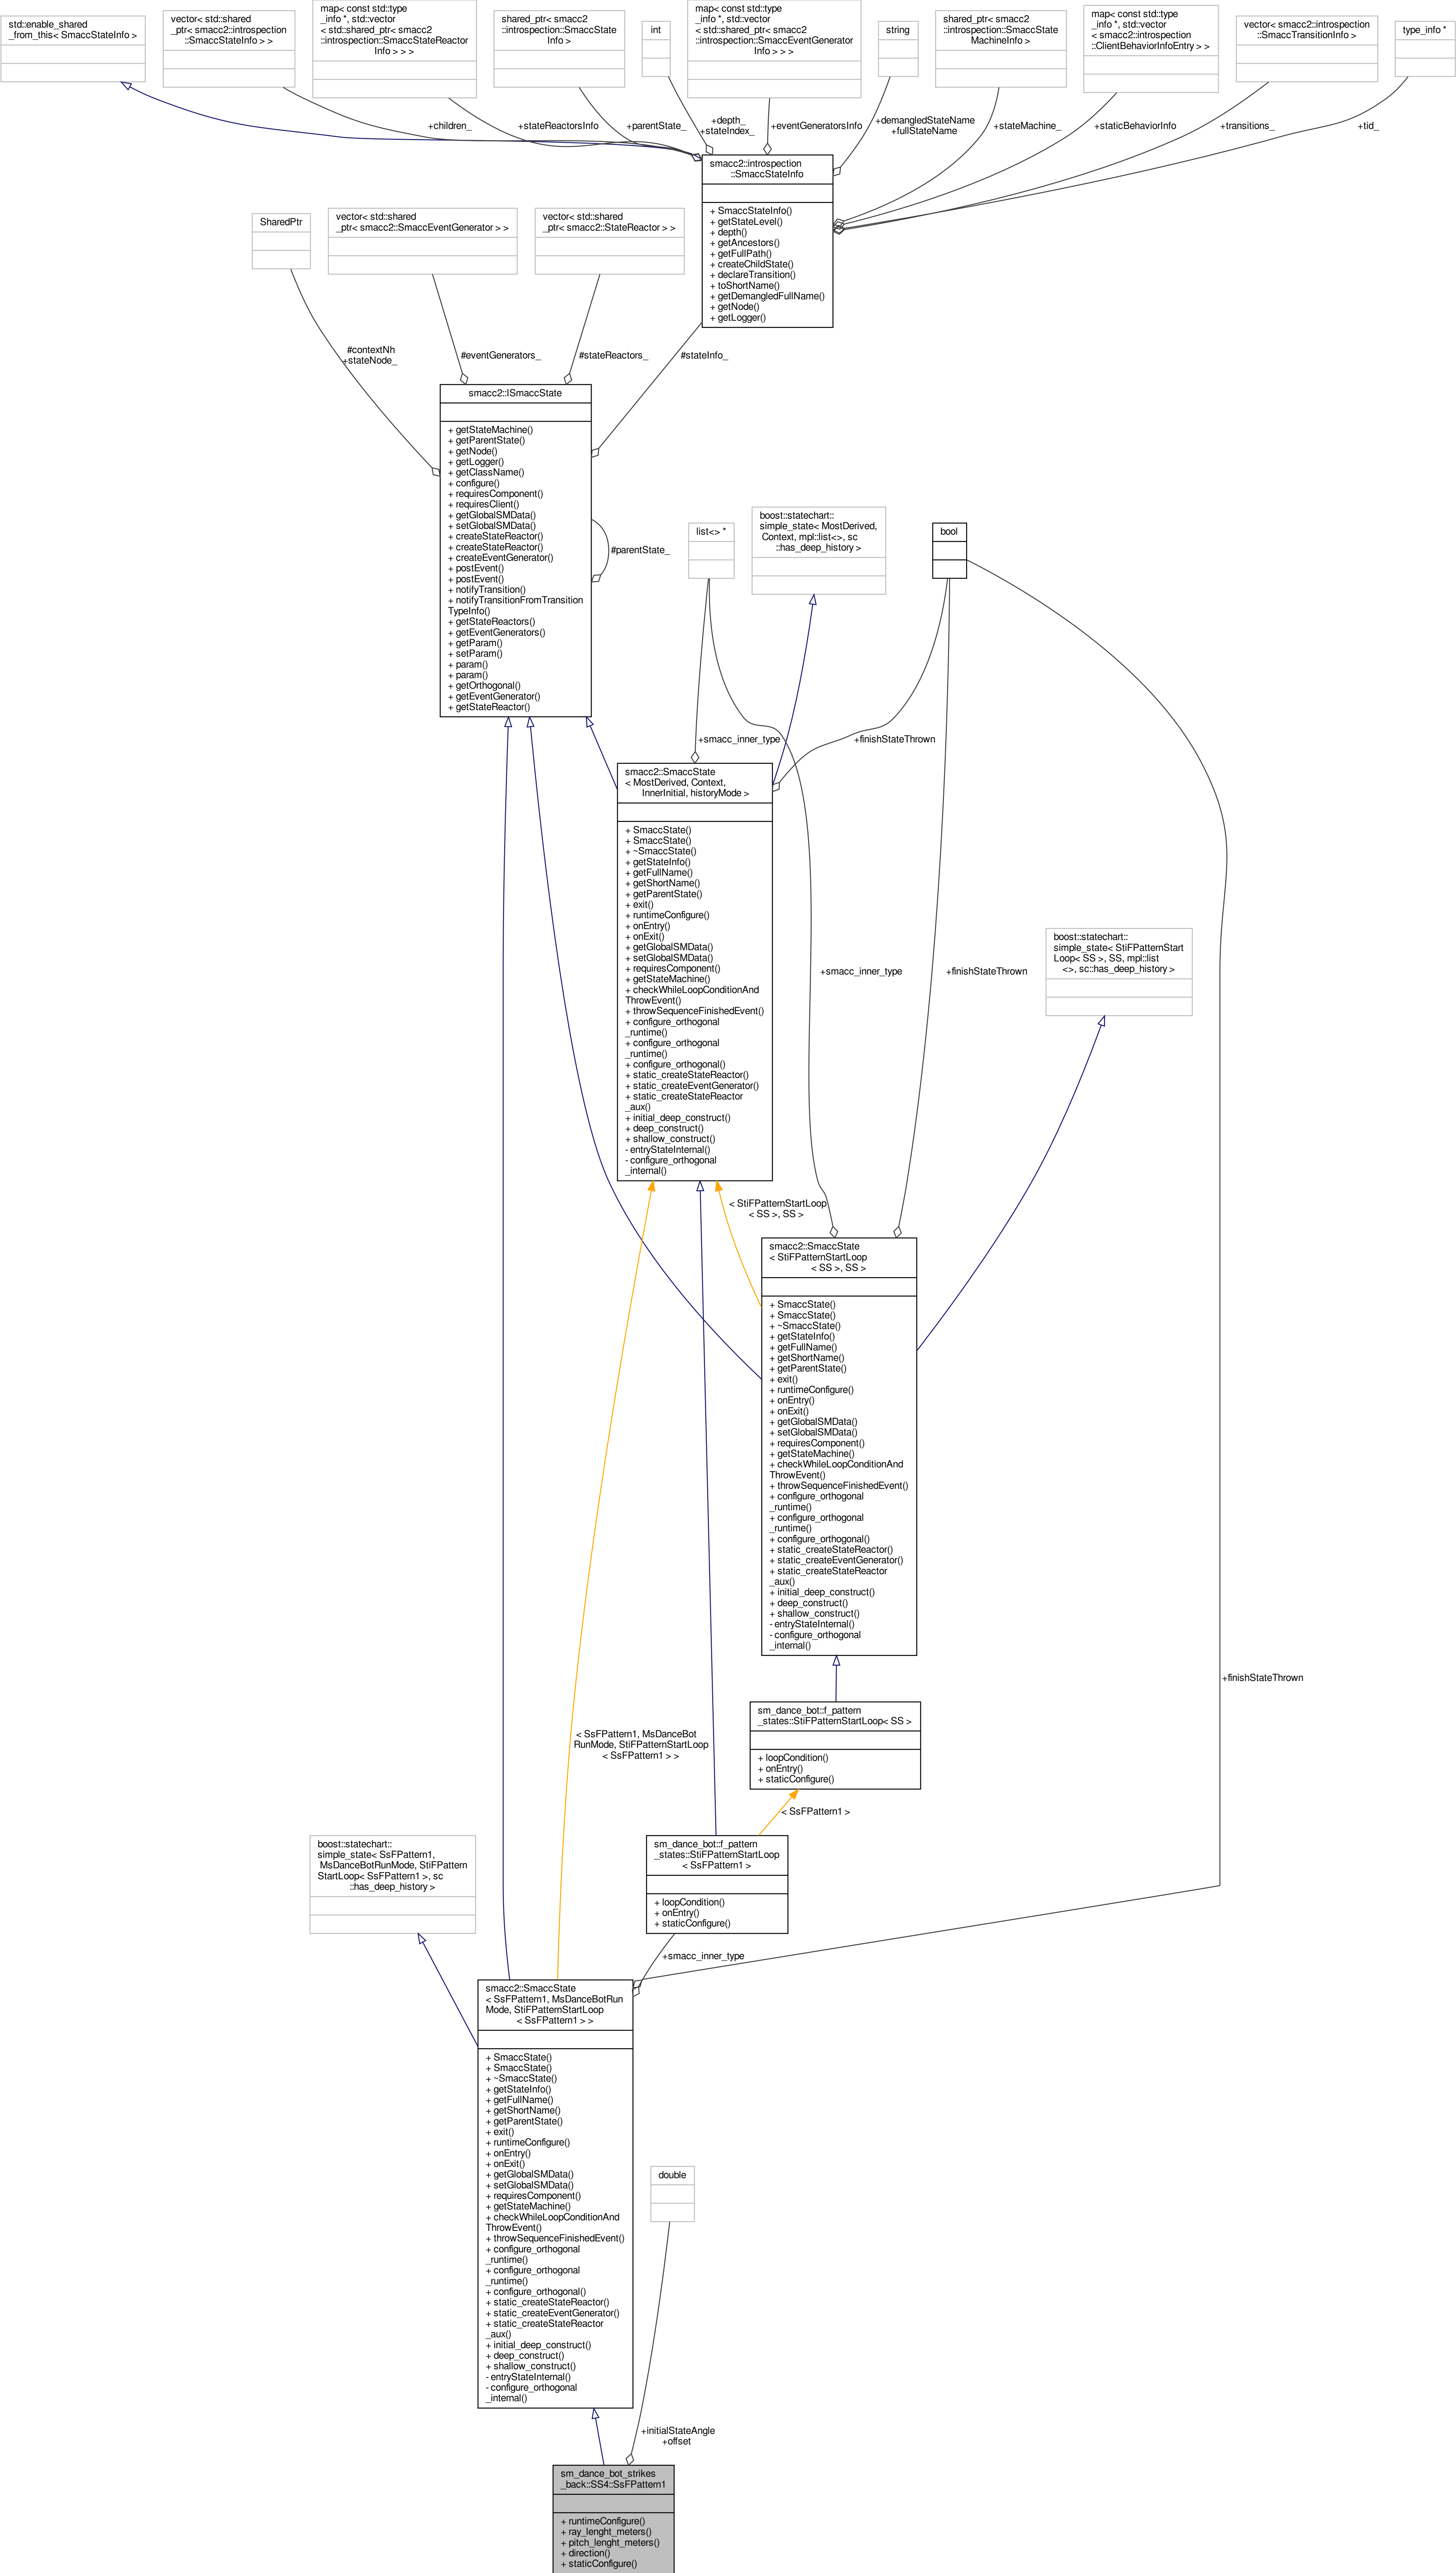 std::enable_shared
_from_this< SmaccStateInfo >
vector< std::shared
_ptr< smacc2::introspection
::SmaccStateInfo > >
map< const std::type
_info *, std::vector
< std::shared_ptr< smacc2
::introspection::SmaccStateReactor
Info > > >
shared_ptr< smacc2
::introspection::SmaccState
Info >
int
map< const std::type
_info *, std::vector
< std::shared_ptr< smacc2
::introspection::SmaccEventGenerator
Info > > >
string
shared_ptr< smacc2
::introspection::SmaccState
MachineInfo >
map< const std::type
_info *, std::vector
< smacc2::introspection
::ClientBehaviorInfoEntry > >
vector< smacc2::introspection
::SmaccTransitionInfo >
type_info *
+children_
+stateReactorsInfo
+parentState_
+depth_
+stateIndex_
+eventGeneratorsInfo
+demangledStateName
+fullStateName
+stateMachine_
+staticBehaviorInfo
+transitions_
+tid_
smacc2::introspection
::SmaccStateInfo
+ SmaccStateInfo()
+ getStateLevel()
+ depth()
+ getAncestors()
+ getFullPath()
+ createChildState()
+ declareTransition()
+ toShortName()
+ getDemangledFullName()
+ getNode()
+ getLogger()
SharedPtr
vector< std::shared
_ptr< smacc2::SmaccEventGenerator > >
vector< std::shared
_ptr< smacc2::StateReactor > >
#contextNh
+stateNode_
#eventGenerators_
#stateReactors_
#stateInfo_
smacc2::ISmaccState
+ getStateMachine()
+ getParentState()
+ getNode()
+ getLogger()
+ getClassName()
+ configure()
+ requiresComponent()
+ requiresClient()
+ getGlobalSMData()
+ setGlobalSMData()
+ createStateReactor()
+ createStateReactor()
+ createEventGenerator()
+ postEvent()
+ postEvent()
+ notifyTransition()
+ notifyTransitionFromTransition
TypeInfo()
+ getStateReactors()
+ getEventGenerators()
+ getParam()
+ setParam()
+ param()
+ param()
+ getOrthogonal()
+ getEventGenerator()
+ getStateReactor()
#parentState_
list<> *
boost::statechart::
simple_state< MostDerived,
Context, mpl::list<>, sc
::has_deep_history >
bool
+smacc_inner_type
+finishStateThrown
smacc2::SmaccState
< MostDerived, Context,
InnerInitial, historyMode >
+ SmaccState()
+ SmaccState()
+ ~SmaccState()
+ getStateInfo()
+ getFullName()
+ getShortName()
+ getParentState()
+ exit()
+ runtimeConfigure()
+ onEntry()
+ onExit()
+ getGlobalSMData()
+ setGlobalSMData()
+ requiresComponent()
+ getStateMachine()
+ checkWhileLoopConditionAnd
ThrowEvent()
+ throwSequenceFinishedEvent()
+ configure_orthogonal
_runtime()
+ configure_orthogonal
_runtime()
+ configure_orthogonal()
+ static_createStateReactor()
+ static_createEventGenerator()
+ static_createStateReactor
_aux()
+ initial_deep_construct()
+ deep_construct()
+ shallow_construct()
- entryStateInternal()
- configure_orthogonal
_internal()
+smacc_inner_type
+finishStateThrown
boost::statechart::
simple_state< StiFPatternStart
Loop< SS >, SS, mpl::list
<>, sc::has_deep_history >
< StiFPatternStartLoop
< SS >, SS >
smacc2::SmaccState
< StiFPatternStartLoop
< SS >, SS >
+ SmaccState()
+ SmaccState()
+ ~SmaccState()
+ getStateInfo()
+ getFullName()
+ getShortName()
+ getParentState()
+ exit()
+ runtimeConfigure()
+ onEntry()
+ onExit()
+ getGlobalSMData()
+ setGlobalSMData()
+ requiresComponent()
+ getStateMachine()
+ checkWhileLoopConditionAnd
ThrowEvent()
+ throwSequenceFinishedEvent()
+ configure_orthogonal
_runtime()
+ configure_orthogonal
_runtime()
+ configure_orthogonal()
+ static_createStateReactor()
+ static_createEventGenerator()
+ static_createStateReactor
_aux()
+ initial_deep_construct()
+ deep_construct()
+ shallow_construct()
- entryStateInternal()
- configure_orthogonal
_internal()
+finishStateThrown
sm_dance_bot::f_pattern
_states::StiFPatternStartLoop< SS >
+ loopCondition()
+ onEntry()
+ staticConfigure()
< SsFPattern1, MsDanceBot
RunMode, StiFPatternStartLoop
< SsFPattern1 > >
< SsFPattern1 >
boost::statechart::
simple_state< SsFPattern1,
MsDanceBotRunMode, StiFPattern
StartLoop< SsFPattern1 >, sc
::has_deep_history >
sm_dance_bot::f_pattern
_states::StiFPatternStartLoop
< SsFPattern1 >
+ loopCondition()
+ onEntry()
+ staticConfigure()
+smacc_inner_type
smacc2::SmaccState
< SsFPattern1, MsDanceBotRun
Mode, StiFPatternStartLoop
< SsFPattern1 > >
+ SmaccState()
+ SmaccState()
+ ~SmaccState()
+ getStateInfo()
+ getFullName()
+ getShortName()
+ getParentState()
+ exit()
+ runtimeConfigure()
+ onEntry()
+ onExit()
+ getGlobalSMData()
+ setGlobalSMData()
+ requiresComponent()
+ getStateMachine()
+ checkWhileLoopConditionAnd
ThrowEvent()
+ throwSequenceFinishedEvent()
+ configure_orthogonal
_runtime()
+ configure_orthogonal
_runtime()
+ configure_orthogonal()
+ static_createStateReactor()
+ static_createEventGenerator()
+ static_createStateReactor
_aux()
+ initial_deep_construct()
+ deep_construct()
+ shallow_construct()
- entryStateInternal()
- configure_orthogonal
_internal()
double
+initialStateAngle
+offset
sm_dance_bot_strikes
_back::SS4::SsFPattern1
+ runtimeConfigure()
+ ray_lenght_meters()
+ pitch_lenght_meters()
+ direction()
+ staticConfigure()